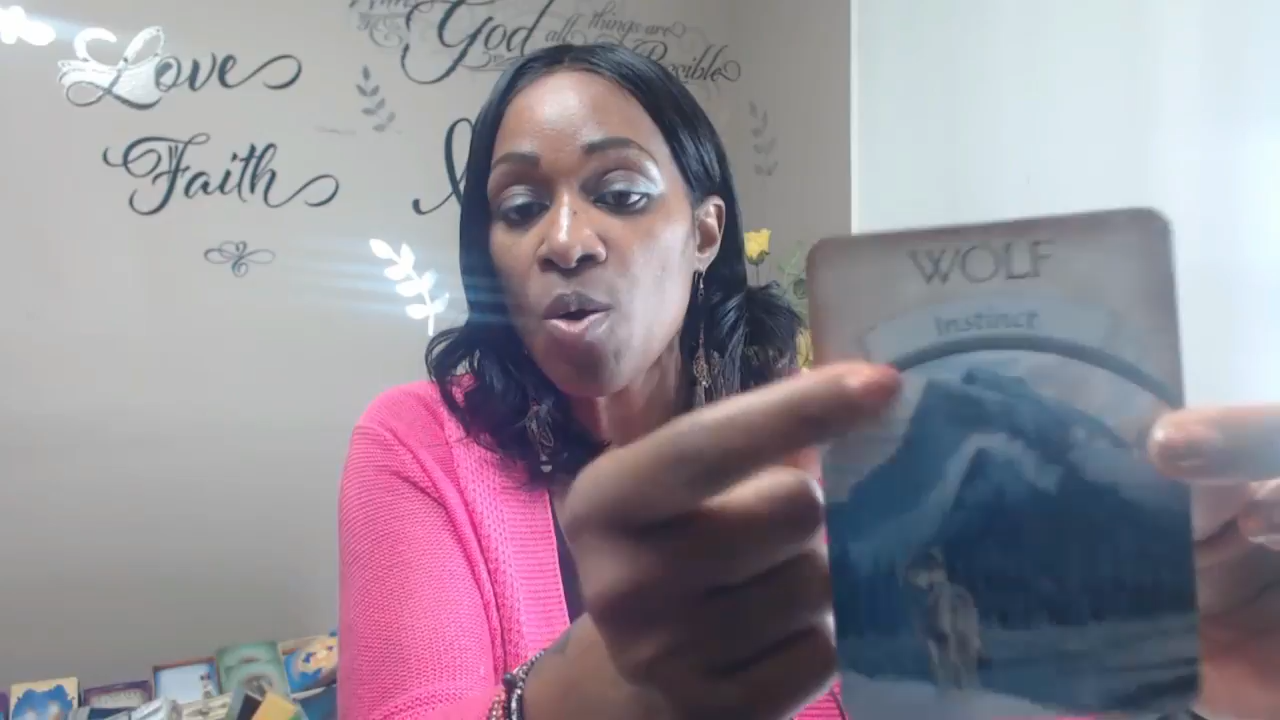 Love
Faith
God all things are
Possible
WOLF
Instinct